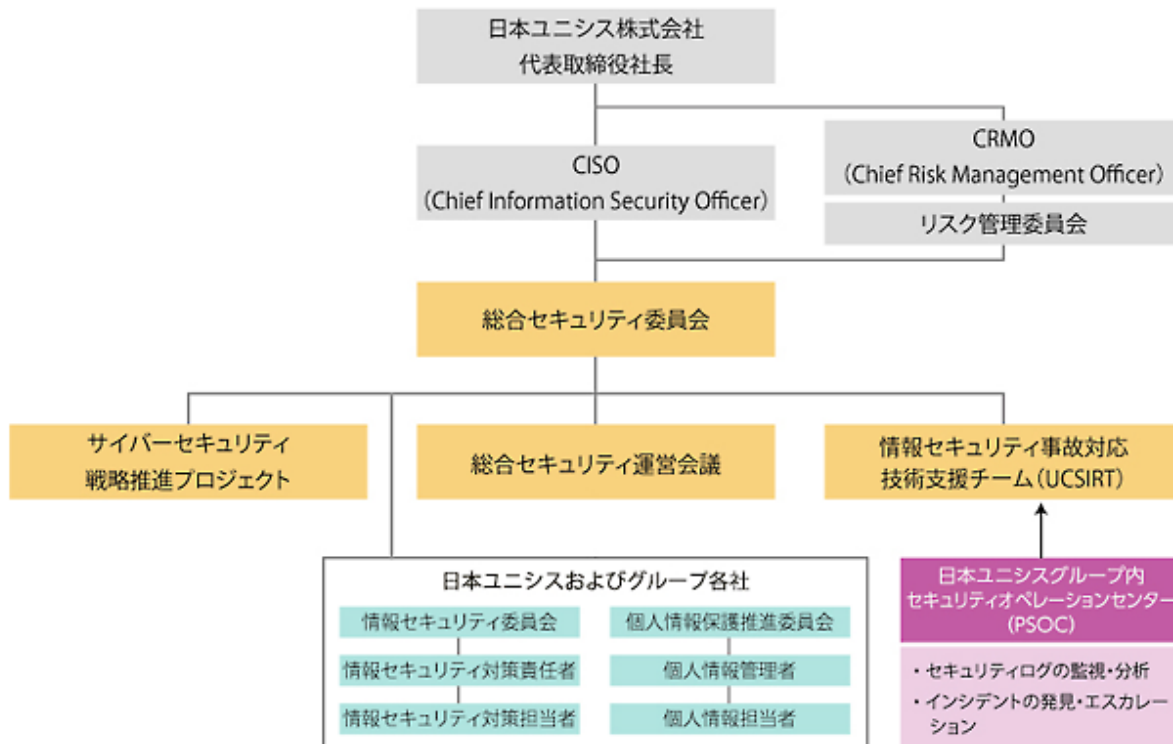 日本ユニシス株式会社
代表取締役社長
CISO
（Chief Information Security Officer）
CRMO
（Chief Risk Management Officer）
リスク管理委員会
総合セキュリティ委員会
サイバーセキュリティ
戦略推進プロジェクト
総合セキュリティ運営会議
情報セキュリティ事故対応
技術支援チーム（UCSIRT）
日本ユニシスおよびグループ各社
情報セキュリティ委員会
情報セキュリティ対策責任者
情報セキュリティ対策担当者
個人情報保護推進委員会
個人情報管理者
個人情報担当者
日本ユニシスグループ内
セキュリティオペレーションセンター
（PSOC）
・セキュリティログの監視・分析
・インシデントの発見・エスカレー
ション